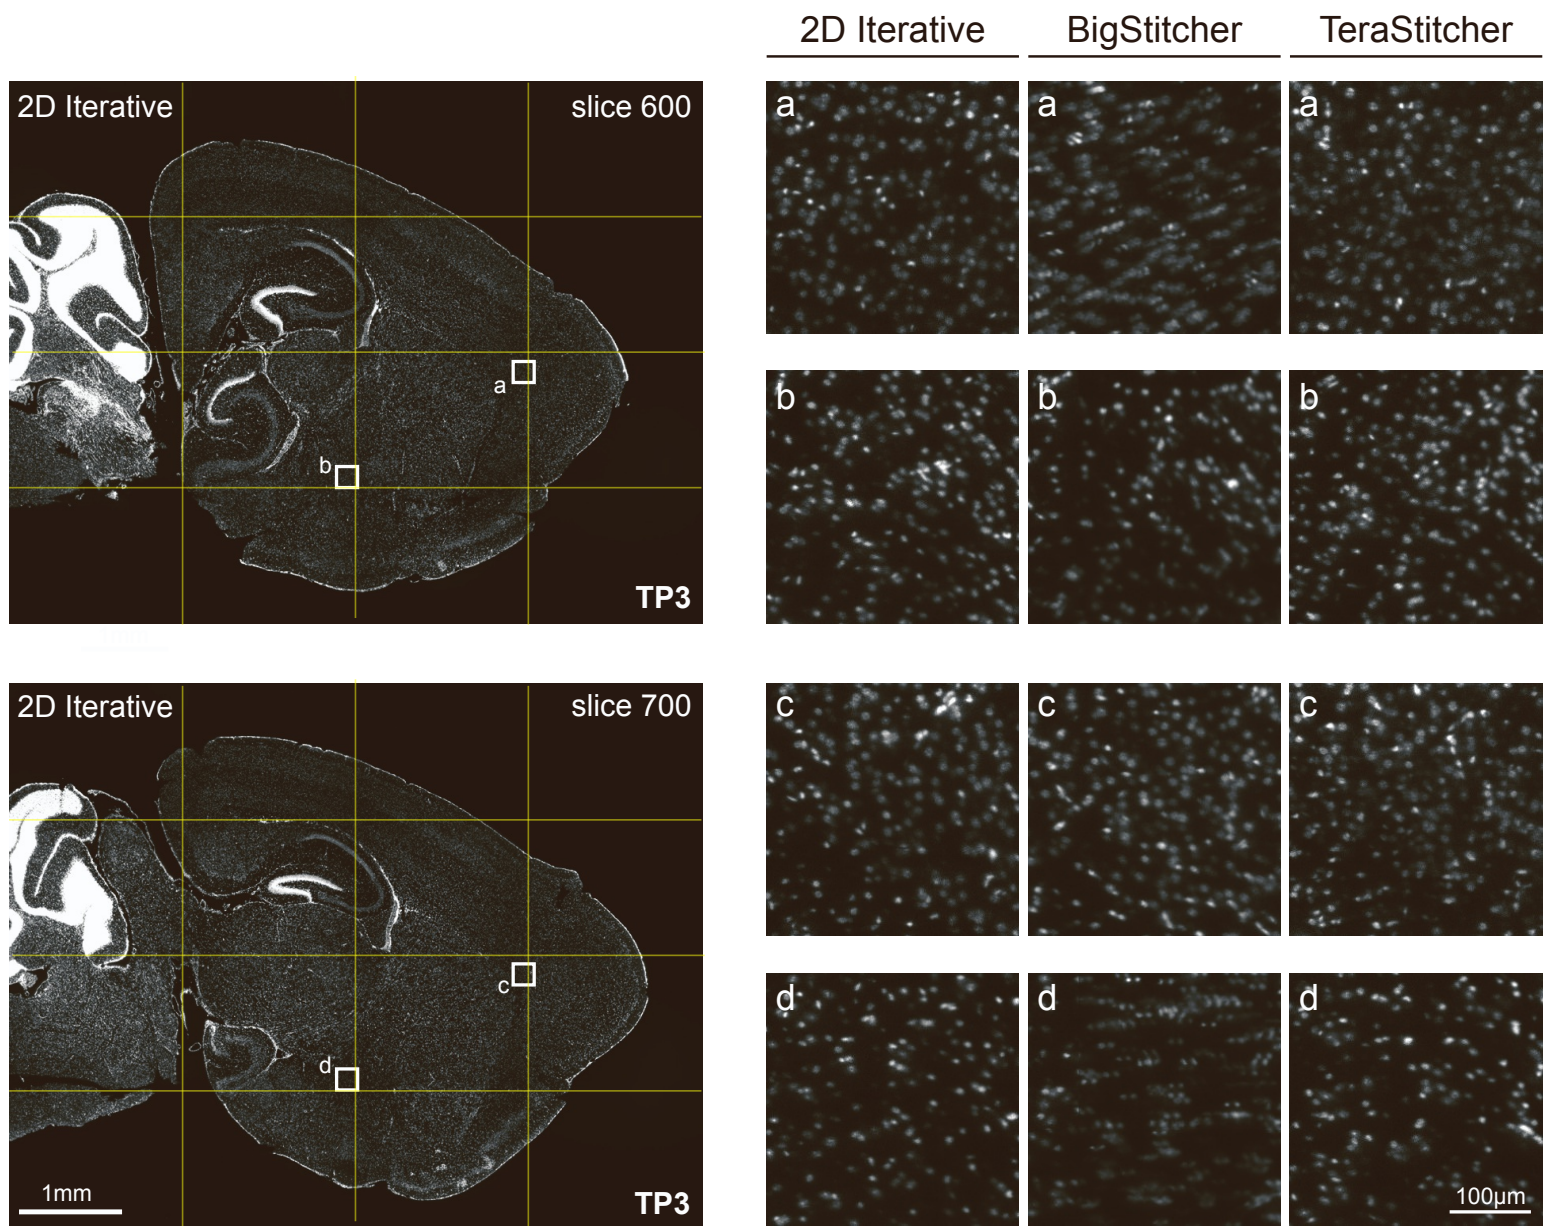 2D Iterative
BigStitcher
TeraStitcher
2D Iterative
slice 600
a
b
TP3
a
a
a
b
b
b
2D Iterative
slice 700
c
d
1mm
TP3
c
c
c
d
d
d
100µm